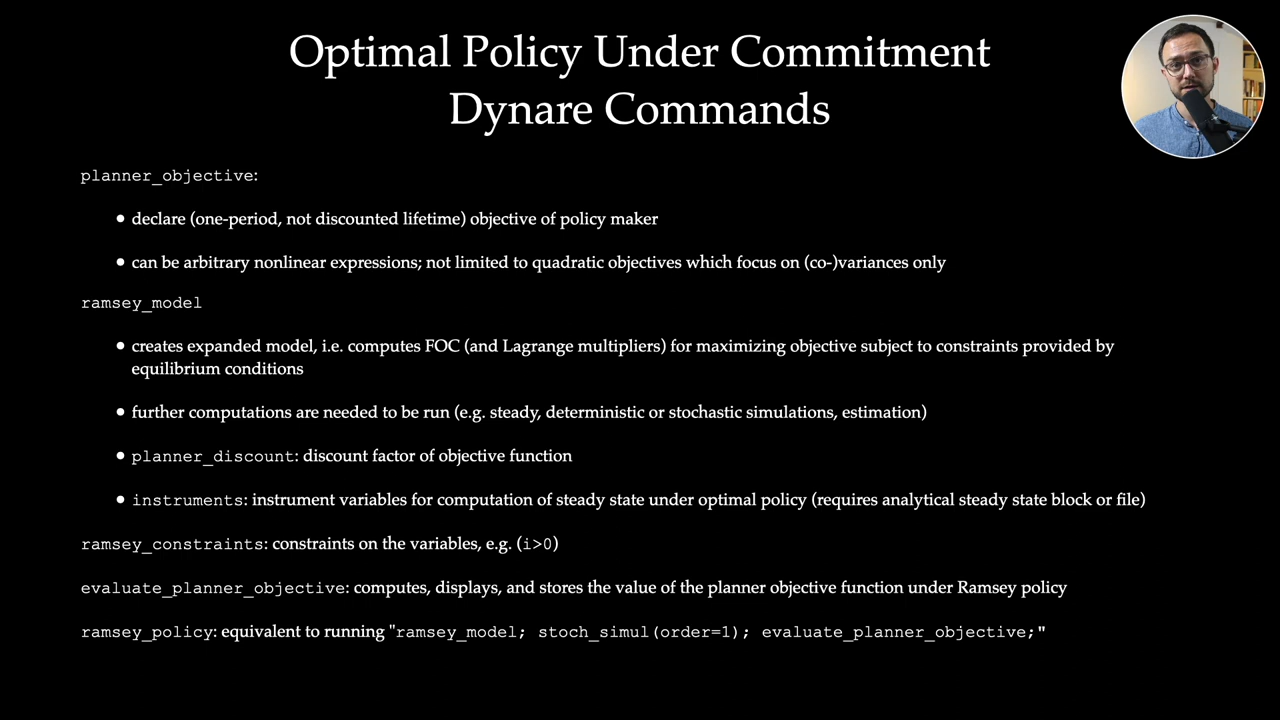 Optimal Policy Under Commitment
Dynare Commands
planner_objective:
• declare (one-period, not discounted lifetime) objective of policy maker
• can be arbitrary nonlinear expressions; not limited to quadratic objectives which focus on (co-)variances only
ramsey_model
• creates expanded model, i.e. computes FOC (and Lagrange multipliers) for maximizing objective subject to constraints provided by
equilibrium conditions
• further computations are needed to be run (e.g. steady, deterministic or stochastic simulations, estimation)
• planner_discount: discount factor of objective function
• instruments: instrument variables for computation of steady state under optimal policy (requires analytical steady state block or file)
ramsey_constraints: constraints on the variables, e.g. (i>0)
evaluate_planner_objective: computes, displays, and stores the value of the planner objective function under Ramsey policy
ramsey_policy: equivalent to running "ramsey_model; stoch_simul(order=1); evaluate_planner_objective;"